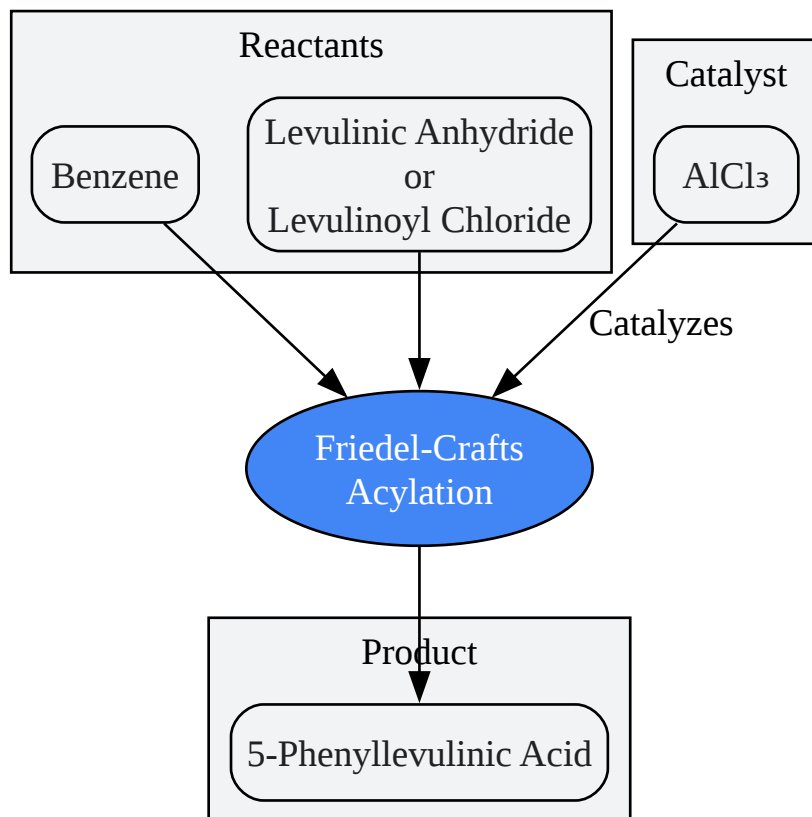 Reactants
Catalyst
Benzene
Levulinic Anhydride
or
Levulinoyl Chloride
AlCl₃
Catalyzes
Friedel-Crafts
Acylation
Product
5-Phenyllevulinic Acid